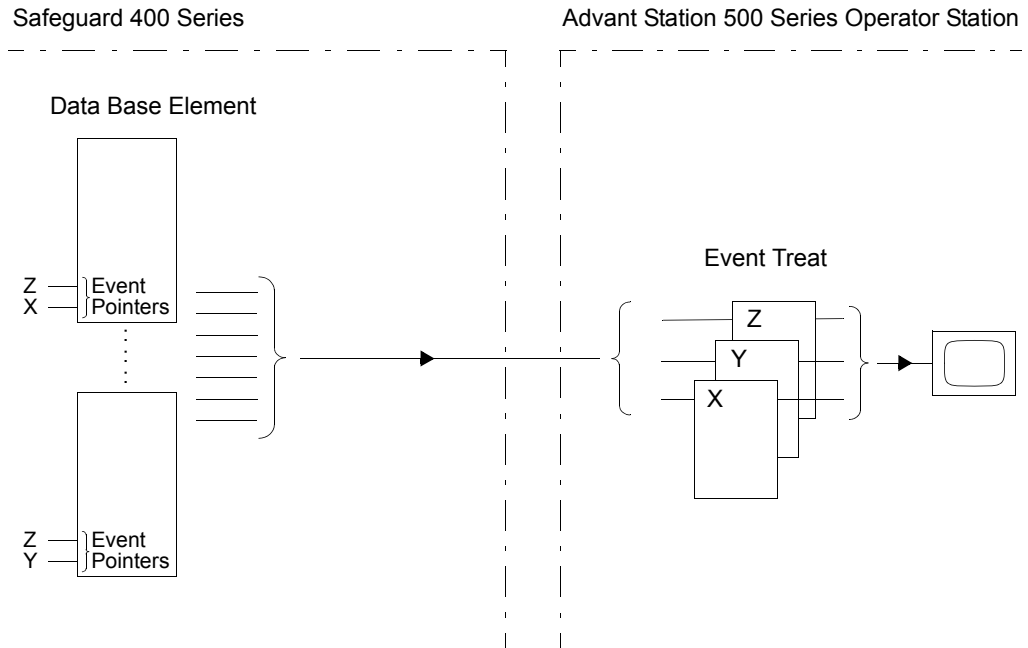 Safeguard 400 Series
Advant Station 500 Series Operator Station
Data Base Element
Z
Event
X
Pointers
Z
Event
Y
Pointers
Event Treat
Z
Y
X